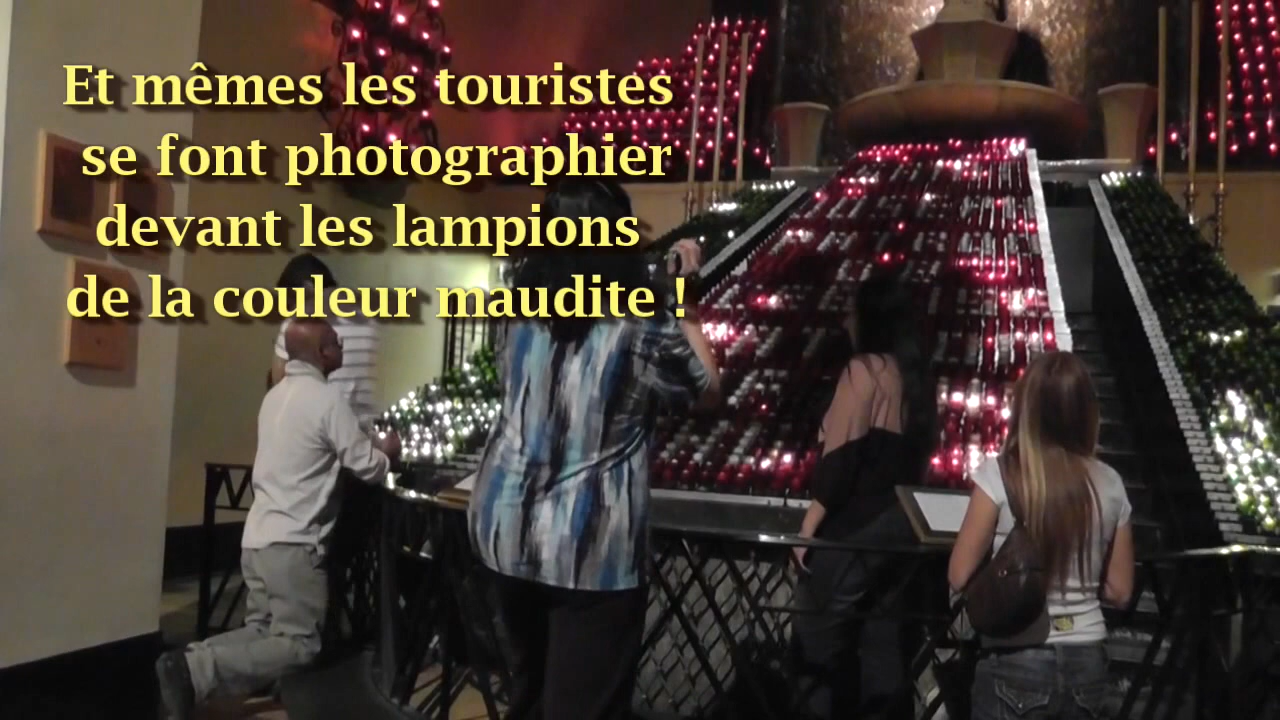 Et mêmes les touristes
se font photographier
devant les lampions
de la couleur maudite !